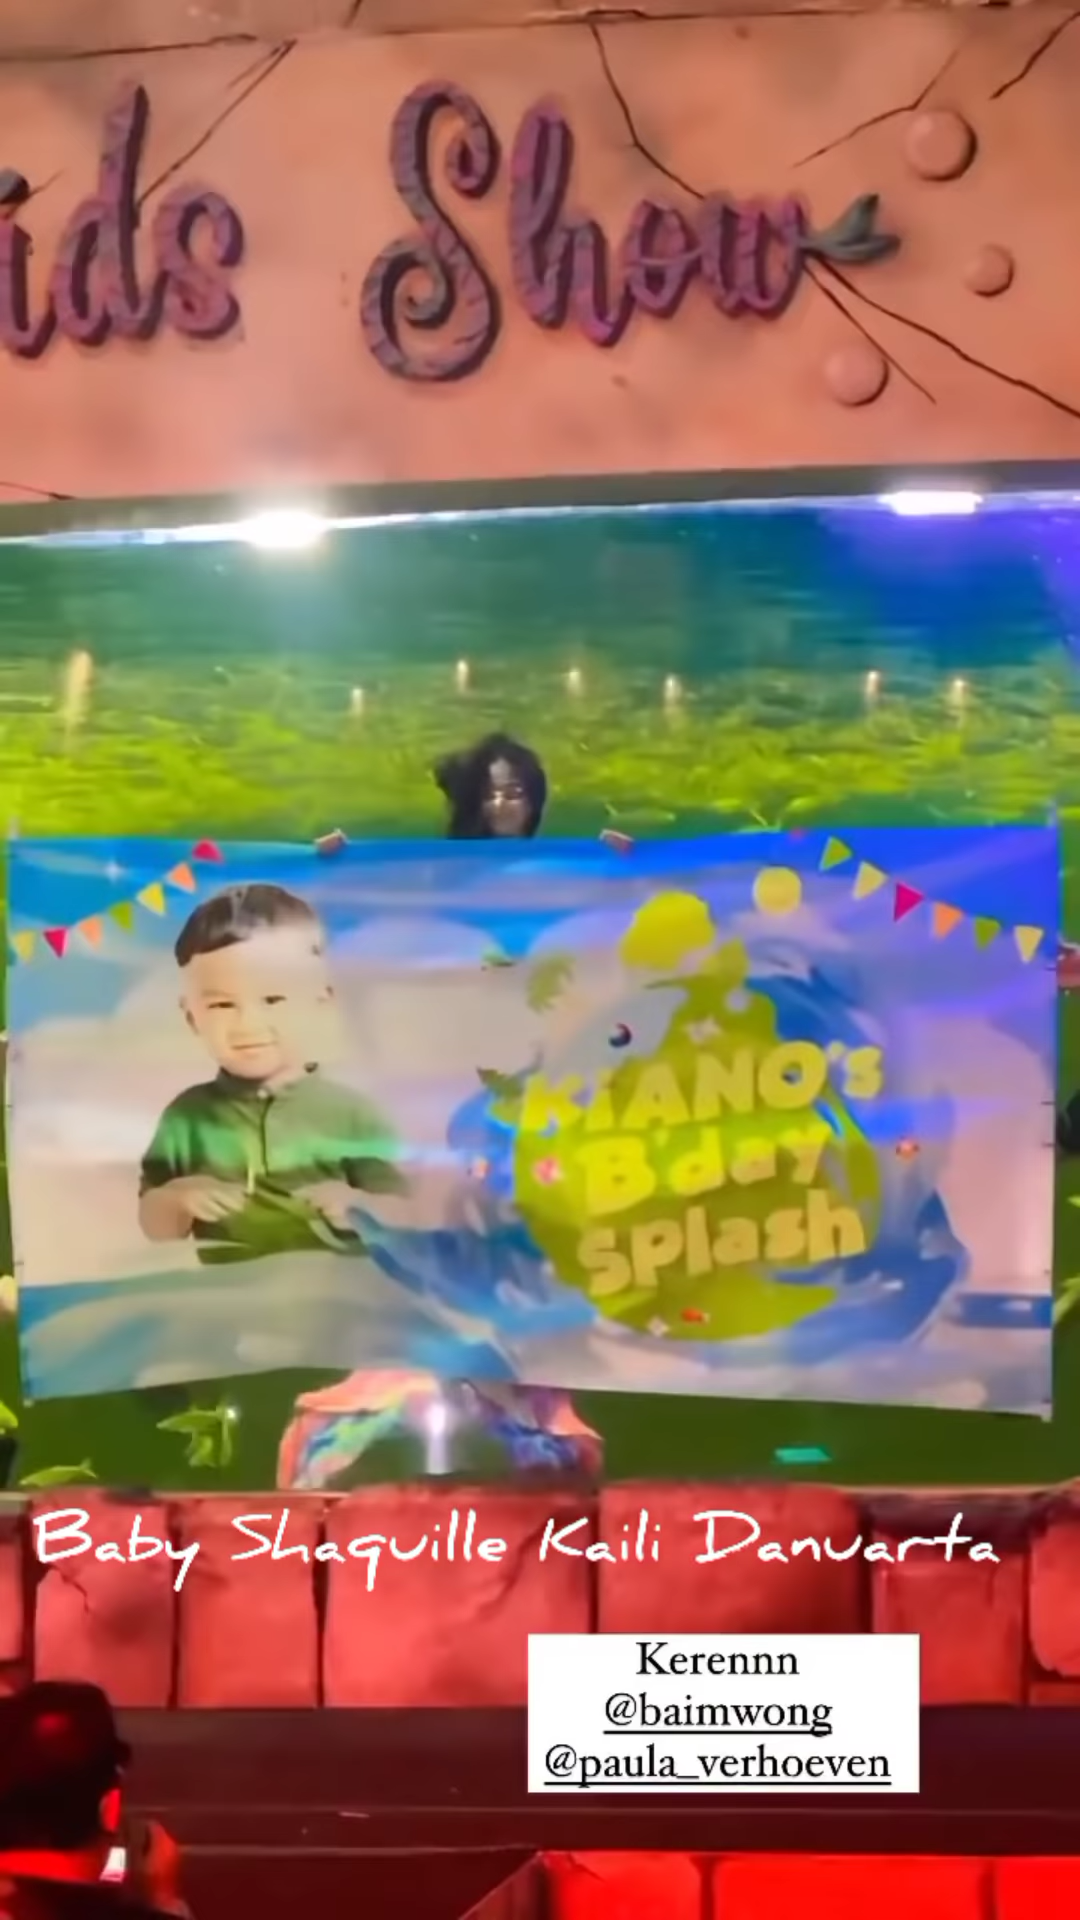 ids Show
KiANO's
B'day
Splash
Baby Shaquille Kaili Danuarta
Kerennn
@baimwong
@paula_verhoeven